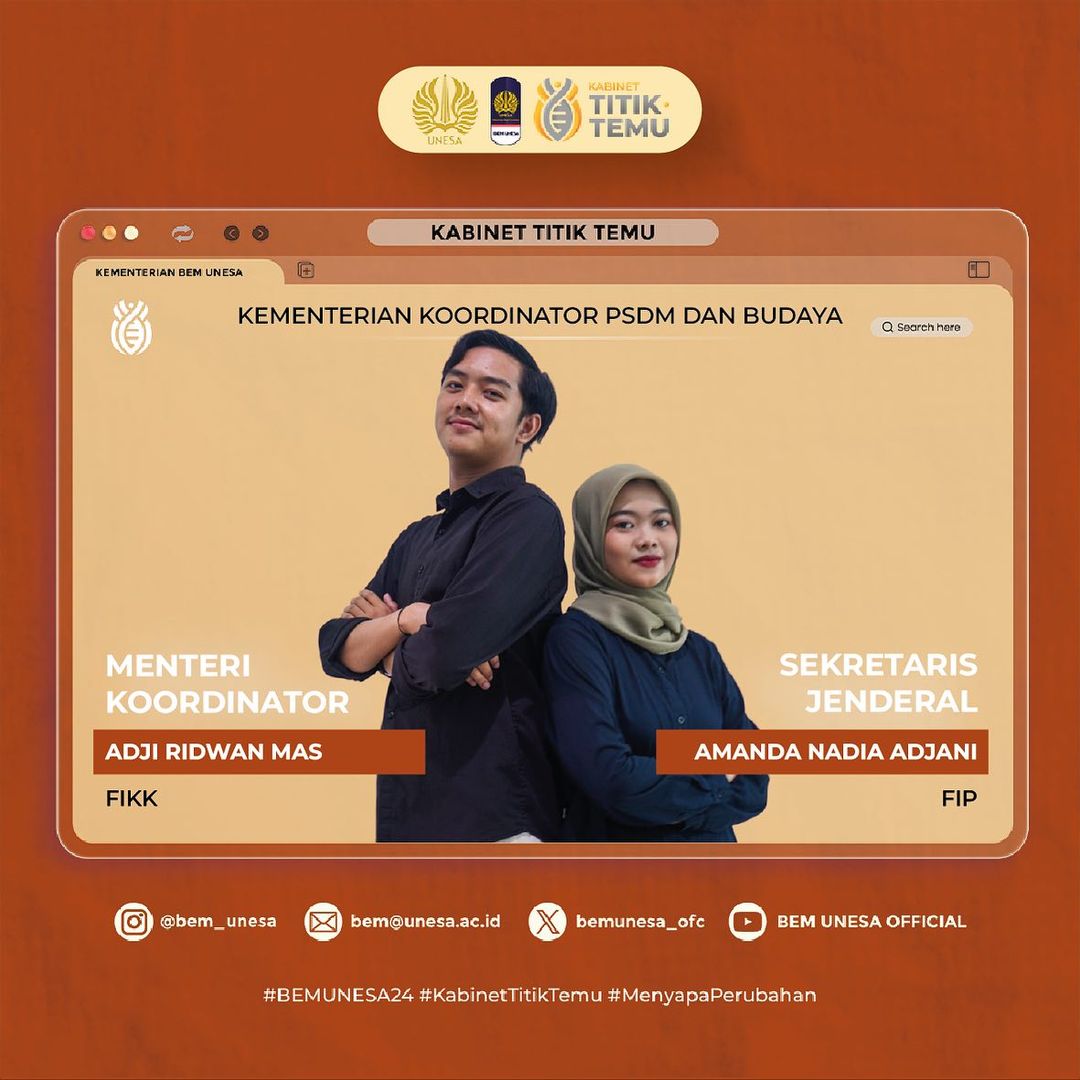 UNESA
BEM UNESA
KABINET
TITIK
TEMU
KABINET TITIK TEMU
KEMENTERIAN BEM UNESA
KEMENTERIAN KOORDINATOR PSDM DAN BUDAYA
Search here
MENTERI
KOORDINATOR
ADJI RIDWAN MAS
FIKK
SEKRETARIS
JENDERAL
AMANDA NADIA ADJANI
FIP
@bem_unesa
bem@unesa.ac.id
bemunesa_ofc
BEM UNESA OFFICIAL
#BEMUNESA24 #KabinetTitikTemu #MenyapaPerubahan